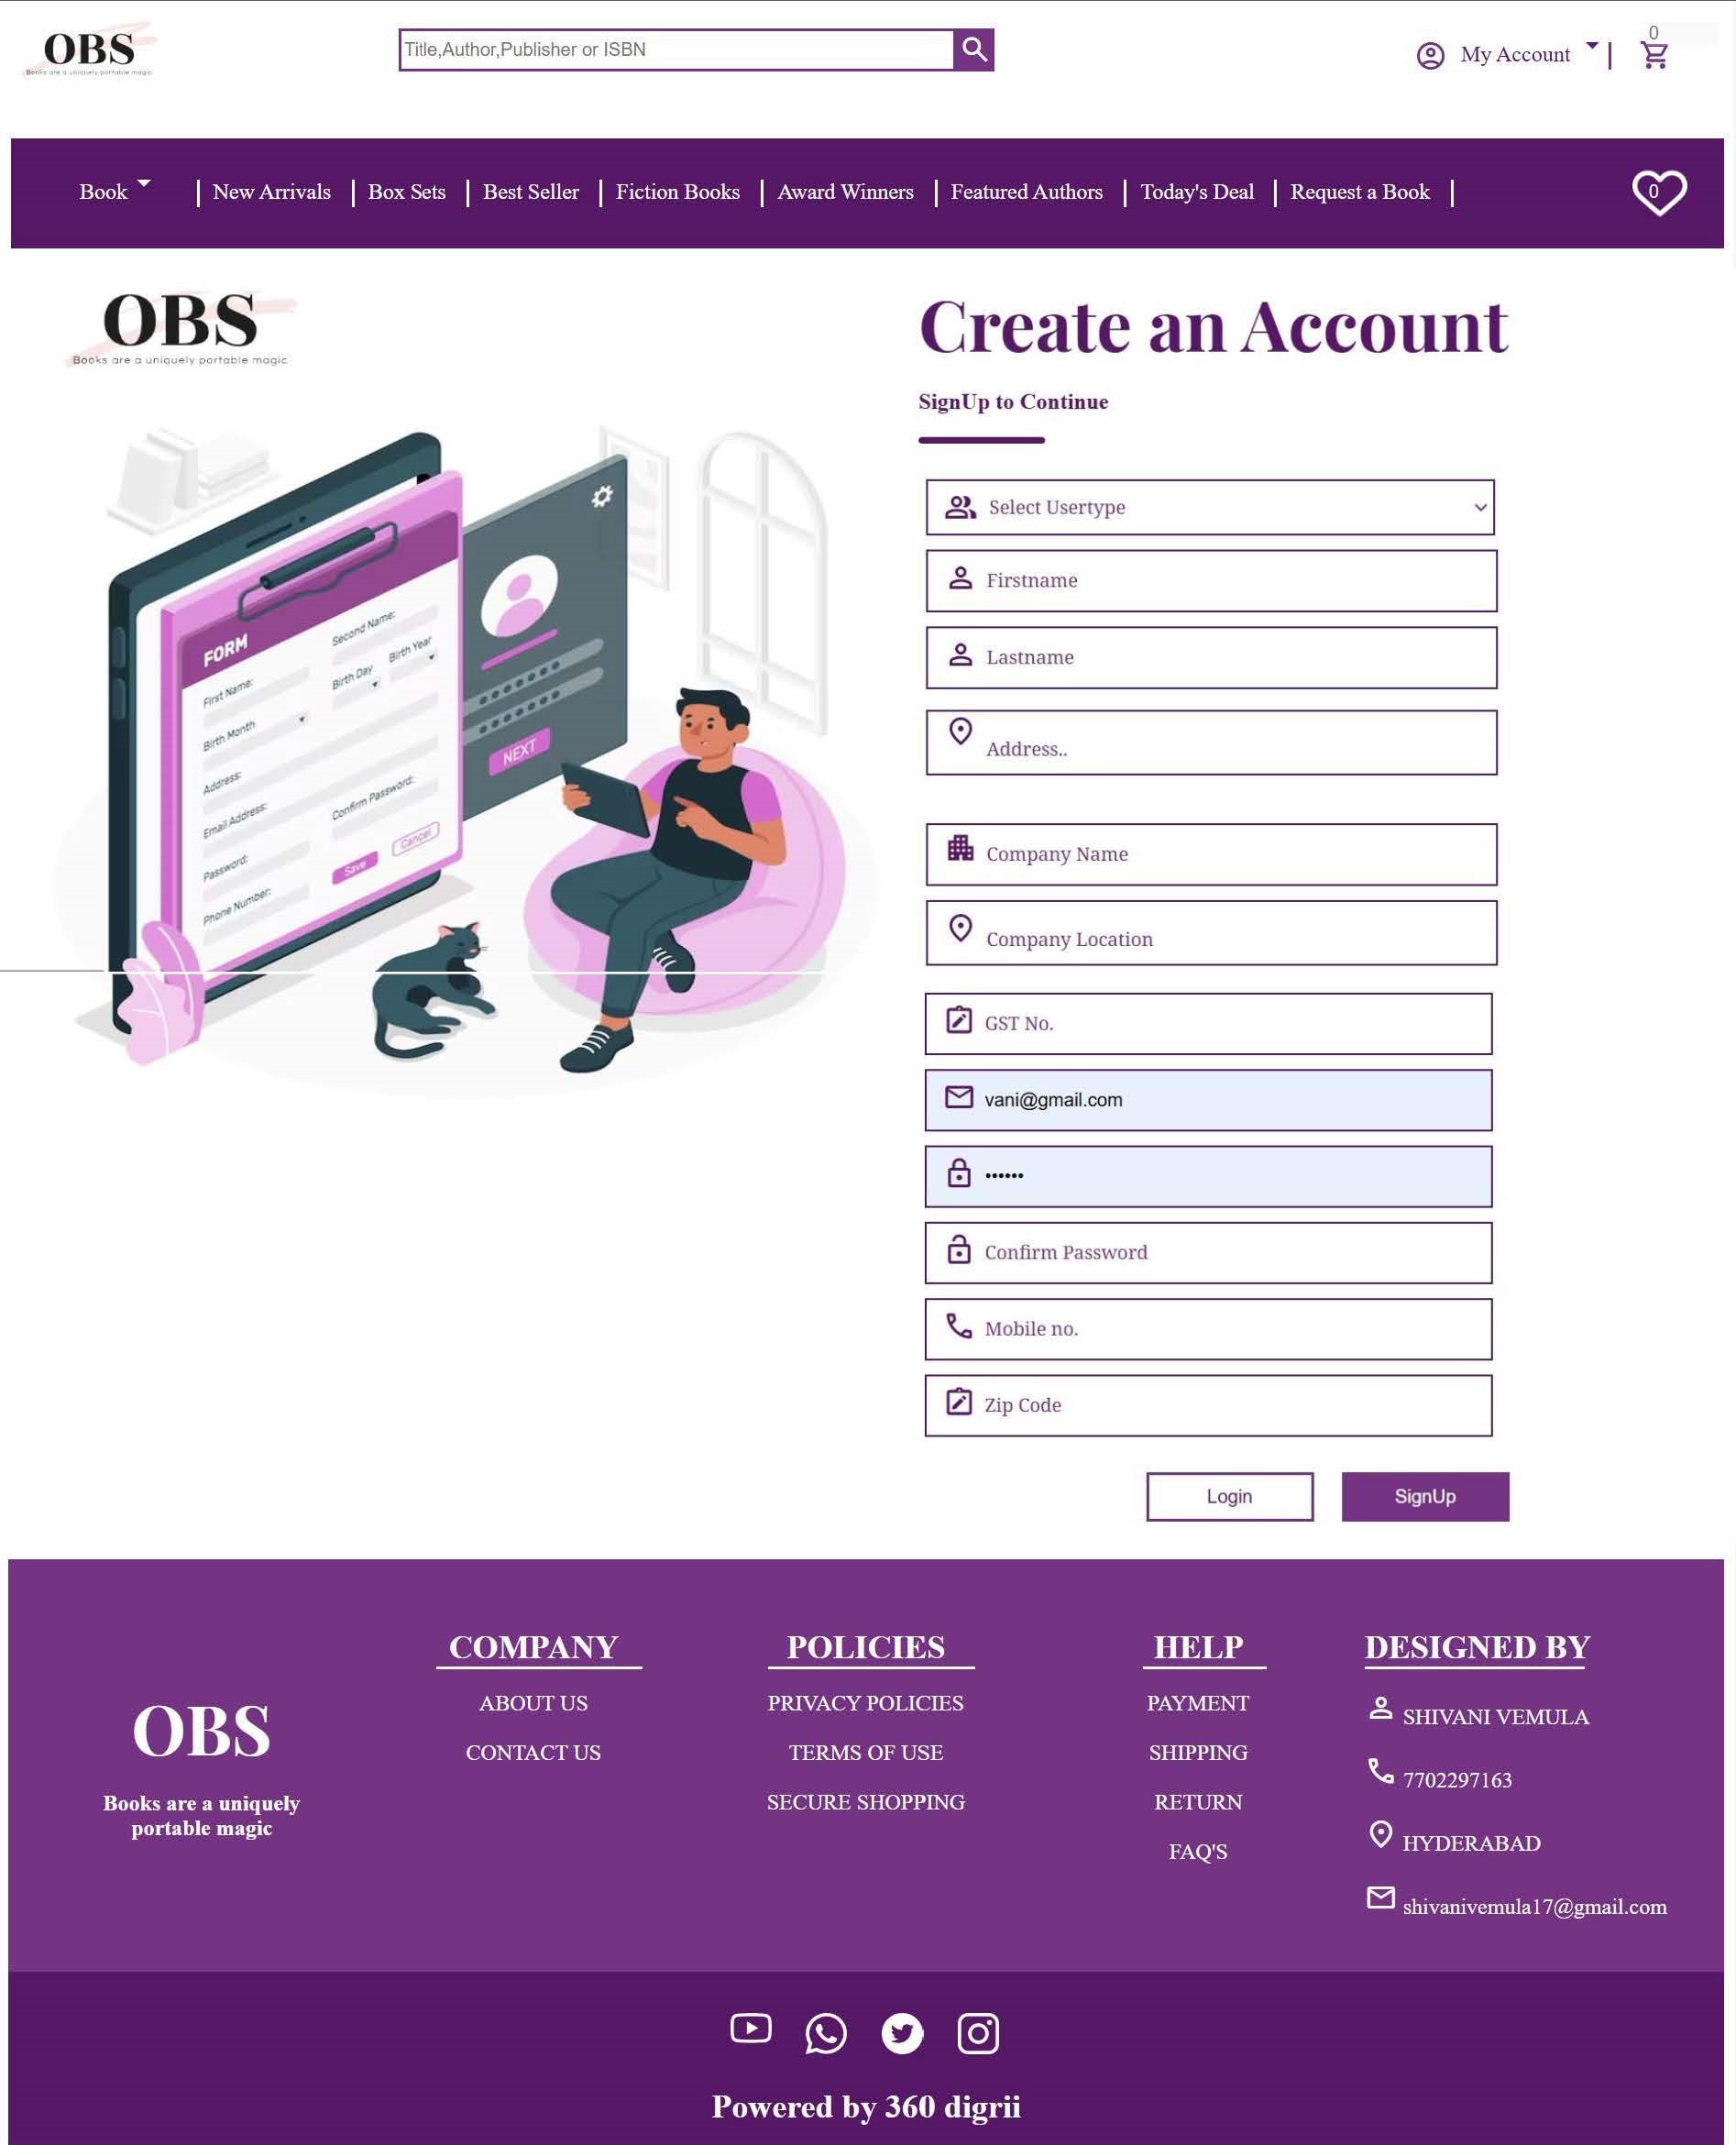 OBS
Books are a uniquely portable magic
Title,Author,Publisher or ISBN
My Account
0
Book
New Arrivals
Box Sets
Best Seller
Fiction Books
Award Winners
Featured Authors
Today's Deal
Request a Book
0
OBS
Books are a uniquely portable magic
FORM
First Name:
Second Name:
Birth Month
Birth Day
Birth Year
Address:
Email Address:
Password:
Confirm Password:
Phone Number:
Save
Cancel
NEXT
Create an Account
SignUp to Continue
Select Usertype
Firstname
Lastname
Address..
Company Name
Company Location
GST No.
vani@gmail.com
••••••
Confirm Password
Mobile no.
Zip Code
Login
SignUp
OBS
Books are a uniquely
portable magic
COMPANY
ABOUT US
CONTACT US
POLICIES
PRIVACY POLICIES
TERMS OF USE
SECURE SHOPPING
HELP
PAYMENT
SHIPPING
RETURN
FAQ'S
DESIGNED BY
SHIVANI VEMULA
7702297163
HYDERABAD
shivanivemula17@gmail.com
Powered by 360 digrii